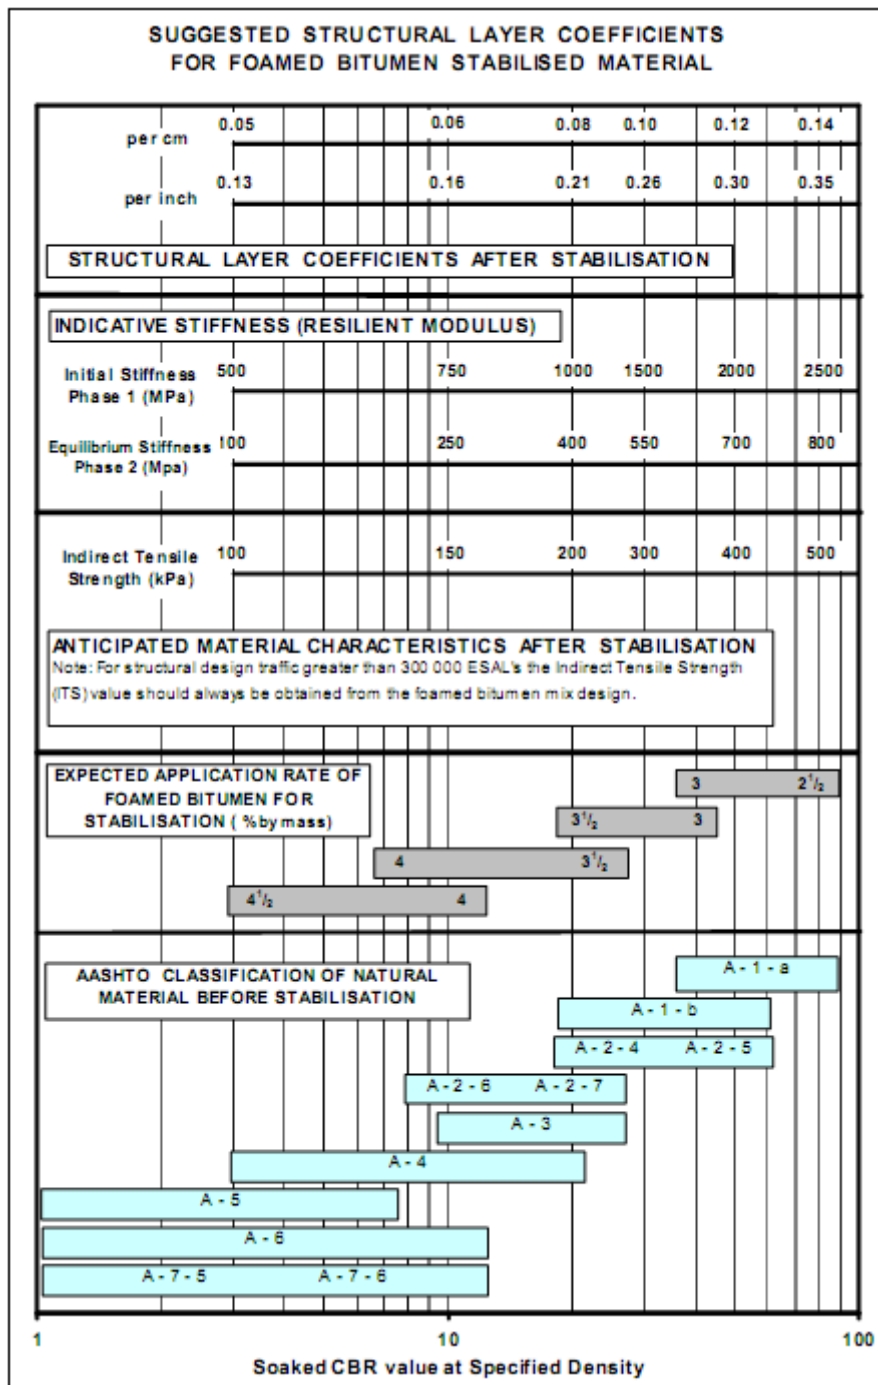 SUGGESTED STRUCTURAL LAYER COEFFICIENTS
FOR FOAMED BITUMEN STABILISED MATERIAL
per cm 0.05 0.06 0.08 0.10 0.12 0.14
per inch 0.13 0.16 0.21 0.26 0.30 0.35
STRUCTURAL LAYER COEFFICIENTS AFTER STABILISATION
INDICATIVE STIFFNESS (RESILIENT MODULUS)
Initial Stiffness 500 750 1000 1500 2000 2500
Phase 1 (MPa)
Equilibrium Stiffness 100 250 400 550 700 800
Phase 2 (Mpa)
Indirect Tensile 100 150 200 300 400 500
Strength (kPa)
ANTICIPATED MATERIAL CHARACTERISTICS AFTER STABILISATION
Note: For structural design traffic greater than 300 000 ESAL's the Indirect Tensile Strength
(ITS) value should always be obtained from the foamed bitumen mix design.
EXPECTED APPLICATION RATE OF
FOAMED BITUMEN FOR
STABILISATION ( %by mass)
3 2 1/2
3 1/2 3
4 3 1/2
4 1/2 4
AASHTO CLASSIFICATION OF NATURAL
MATERIAL BEFORE STABILISATION
A - 1 - a
A - 1 - b
A - 2 - 4 A - 2 - 5
A - 2 - 6 A - 2 - 7
A - 3
A - 4
A - 5
A - 6
A - 7 - 5 A - 7 - 6
1 10 100
Soaked CBR value at Specified Density